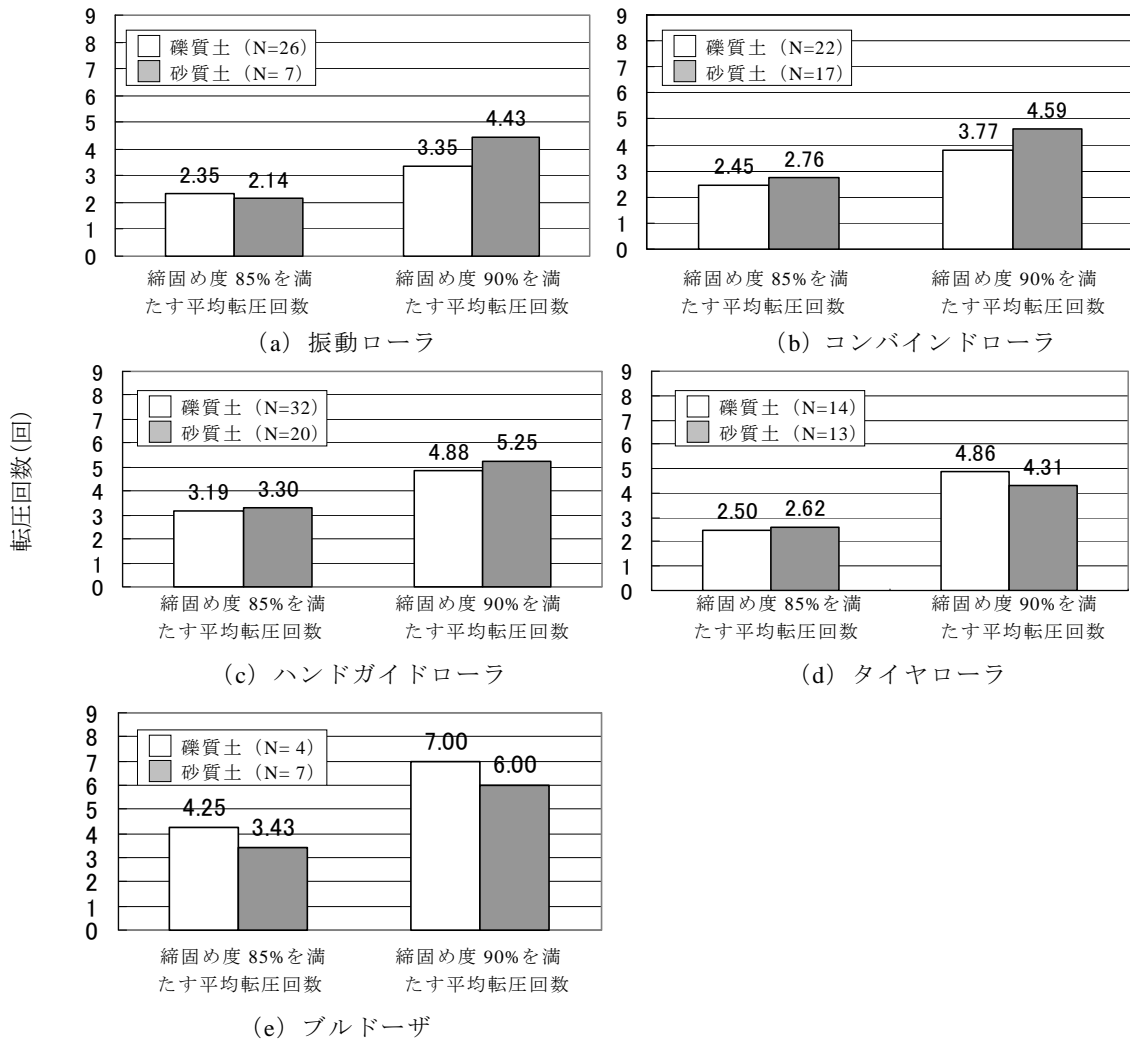 9
8
7
6
5
4
3
2
1
0
礫質土（N=26）
砂質土（N= 7）
2.35
2.14
3.35
4.43
締固め度 85%を満
たす平均転圧回数
締固め度 90%を満
たす平均転圧回数
（a）振動ローラ
9
8
7
6
5
4
3
2
1
0
礫質土（N=22）
砂質土（N=17）
2.45
2.76
3.77
4.59
締固め度 85%を満
たす平均転圧回数
締固め度 90%を満
たす平均転圧回数
（b）コンバインドローラ
転圧回数(回)
9
8
7
6
5
4
3
2
1
0
礫質土（N=32）
砂質土（N=20）
3.19
3.30
4.88
5.25
締固め度 85%を満
たす平均転圧回数
締固め度 90%を満
たす平均転圧回数
（c）ハンドガイドローラ
9
8
7
6
5
4
3
2
1
0
礫質土（N=14）
砂質土（N=13）
2.50
2.62
4.86
4.31
締固め度 85%を満
たす平均転圧回数
締固め度 90%を満
たす平均転圧回数
（d）タイヤローラ
9
8
7
6
5
4
3
2
1
0
礫質土（N= 4）
砂質土（N= 7）
4.25
3.43
7.00
6.00
締固め度 85%を満
たす平均転圧回数
締固め度 90%を満
たす平均転圧回数
（e）ブルドーザ